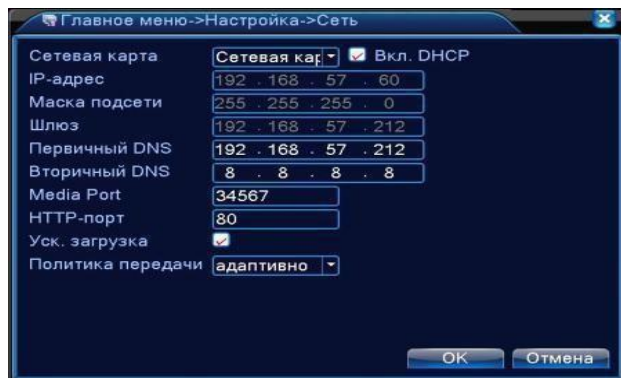 Главное меню->Настройка->Сеть
Сетевая карта Сетевая кар Вкл. DHCP
IP-адрес 192 . 168 . 57 . 60
Маска подсети 255 . 255 . 255 . 0
Шлюз 192 . 168 . 57 . 212
Первичный DNS 192 . 168 . 57 . 212
Вторичный DNS 8 . 8 . 8 . 8
Media Port 34567
HTTP-порт 80
Уск. загрузка
Политика передачи адаптивно
OK Отмена